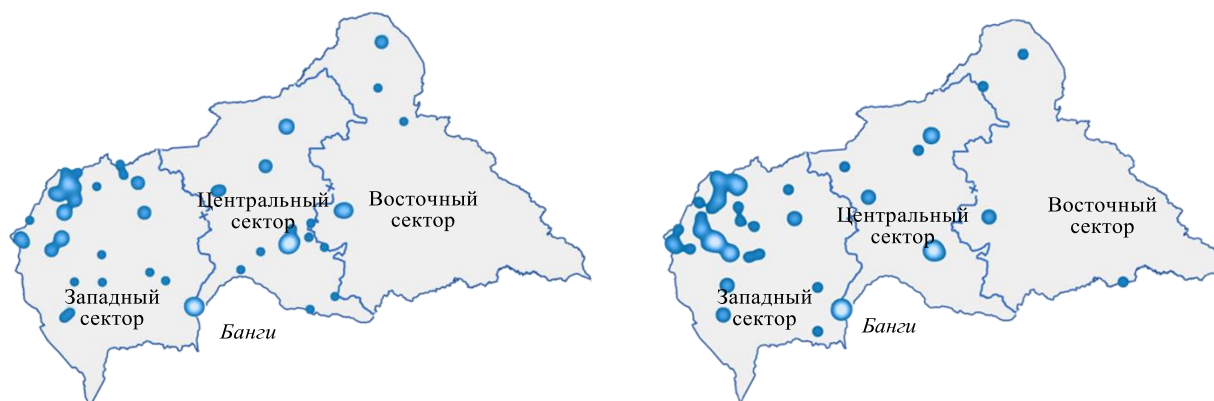 Центральный
сектор
Восточный
сектор
Западный
сектор
Банги
Центральный
сектор
Восточный
сектор
Западный
сектор
Банги